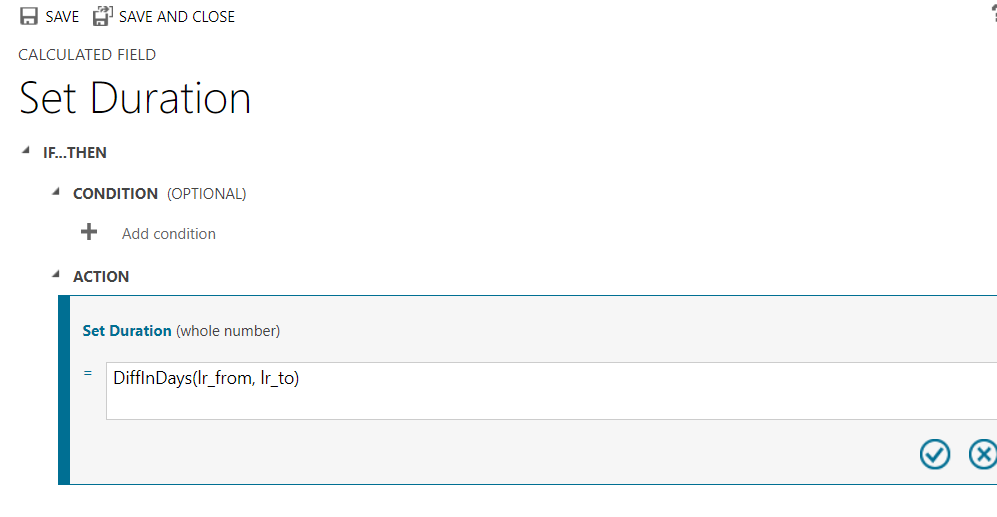 SAVE SAVE AND CLOSE ?
CALCULATED FIELD
Set Duration
IF...THEN
CONDITION (OPTIONAL)
Add condition
ACTION
Set Duration (whole number)
= DiffInDays(lr_from, lr_to)